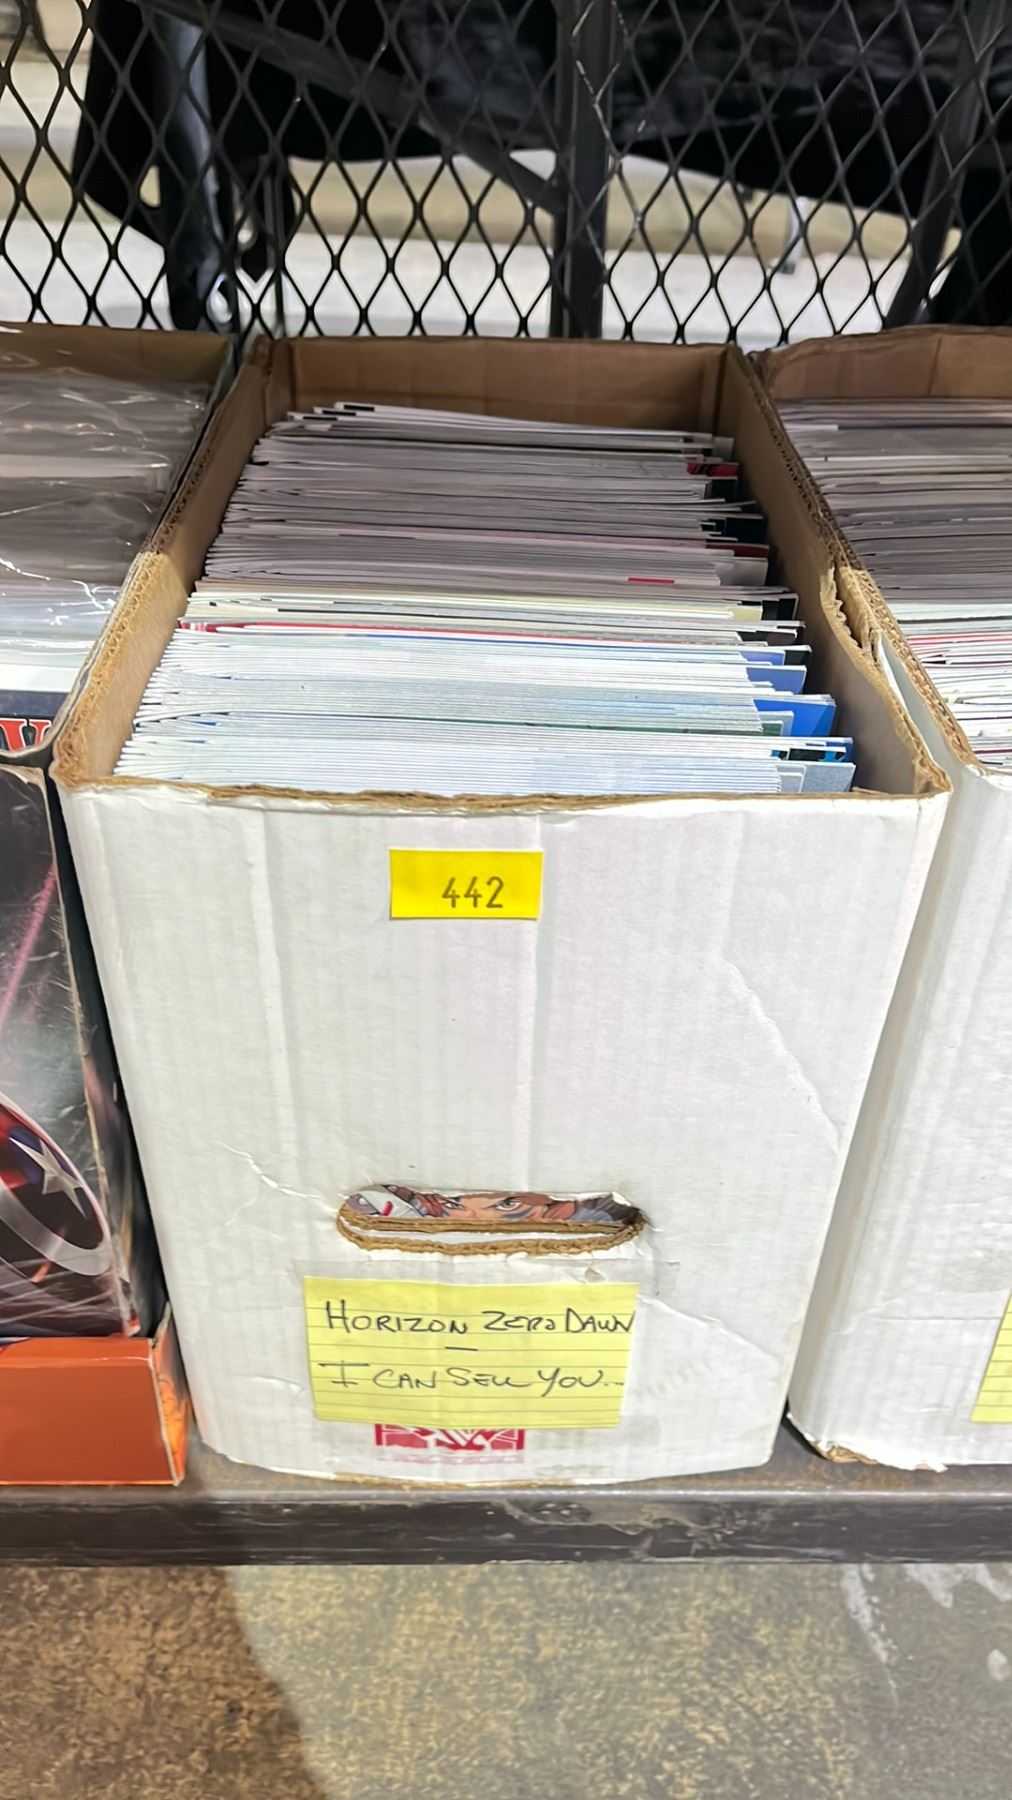 442
HORIZON ZERO DAWN
—
I CAN SELL YOU...